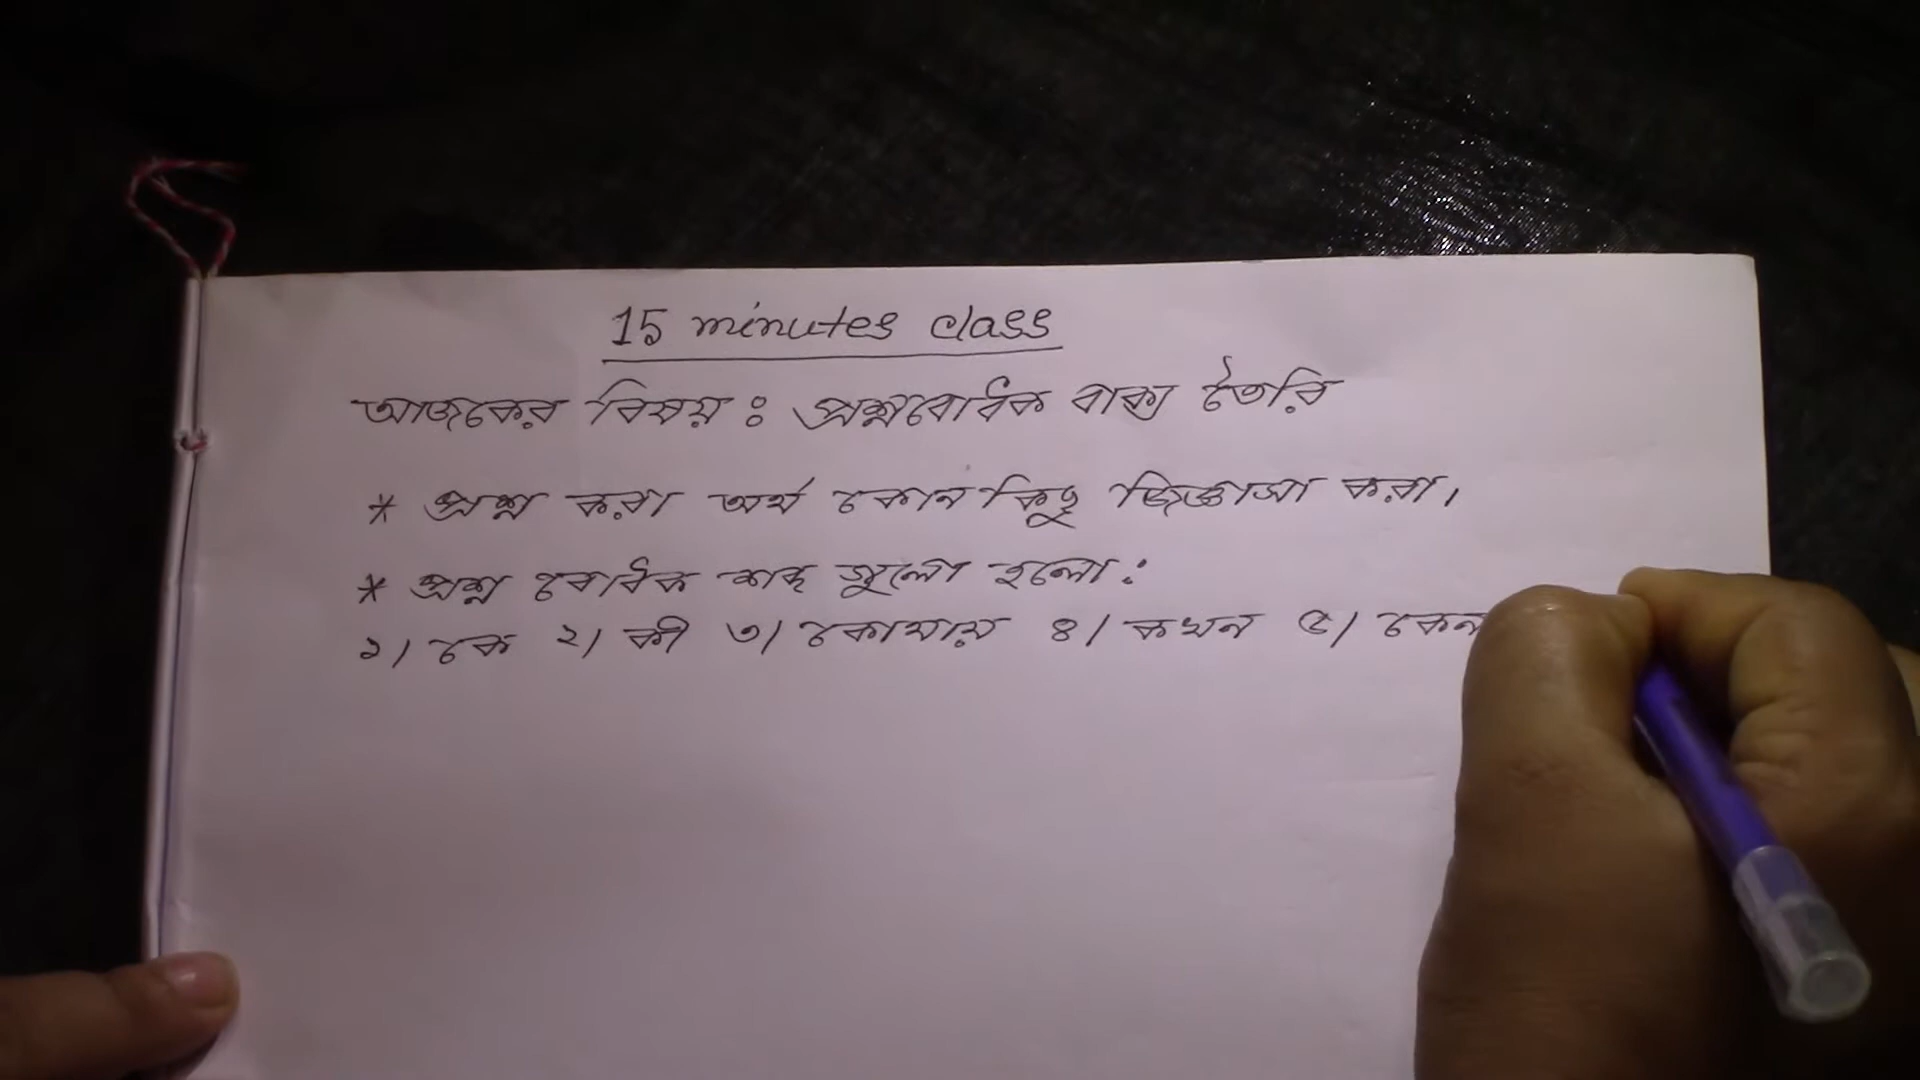 15 minutes class
আজকের বিষয়ঃ প্রশ্নবোধক বাক্য তৈরি
* প্রশ্ন করা অর্থ কোন কিছু জিজ্ঞাসা করা।
* প্রশ্ন বোধক শব্দ গুলো হলো:
১) কে ২) কী ৩) কোথায় ৪) কখন ৫) কেন